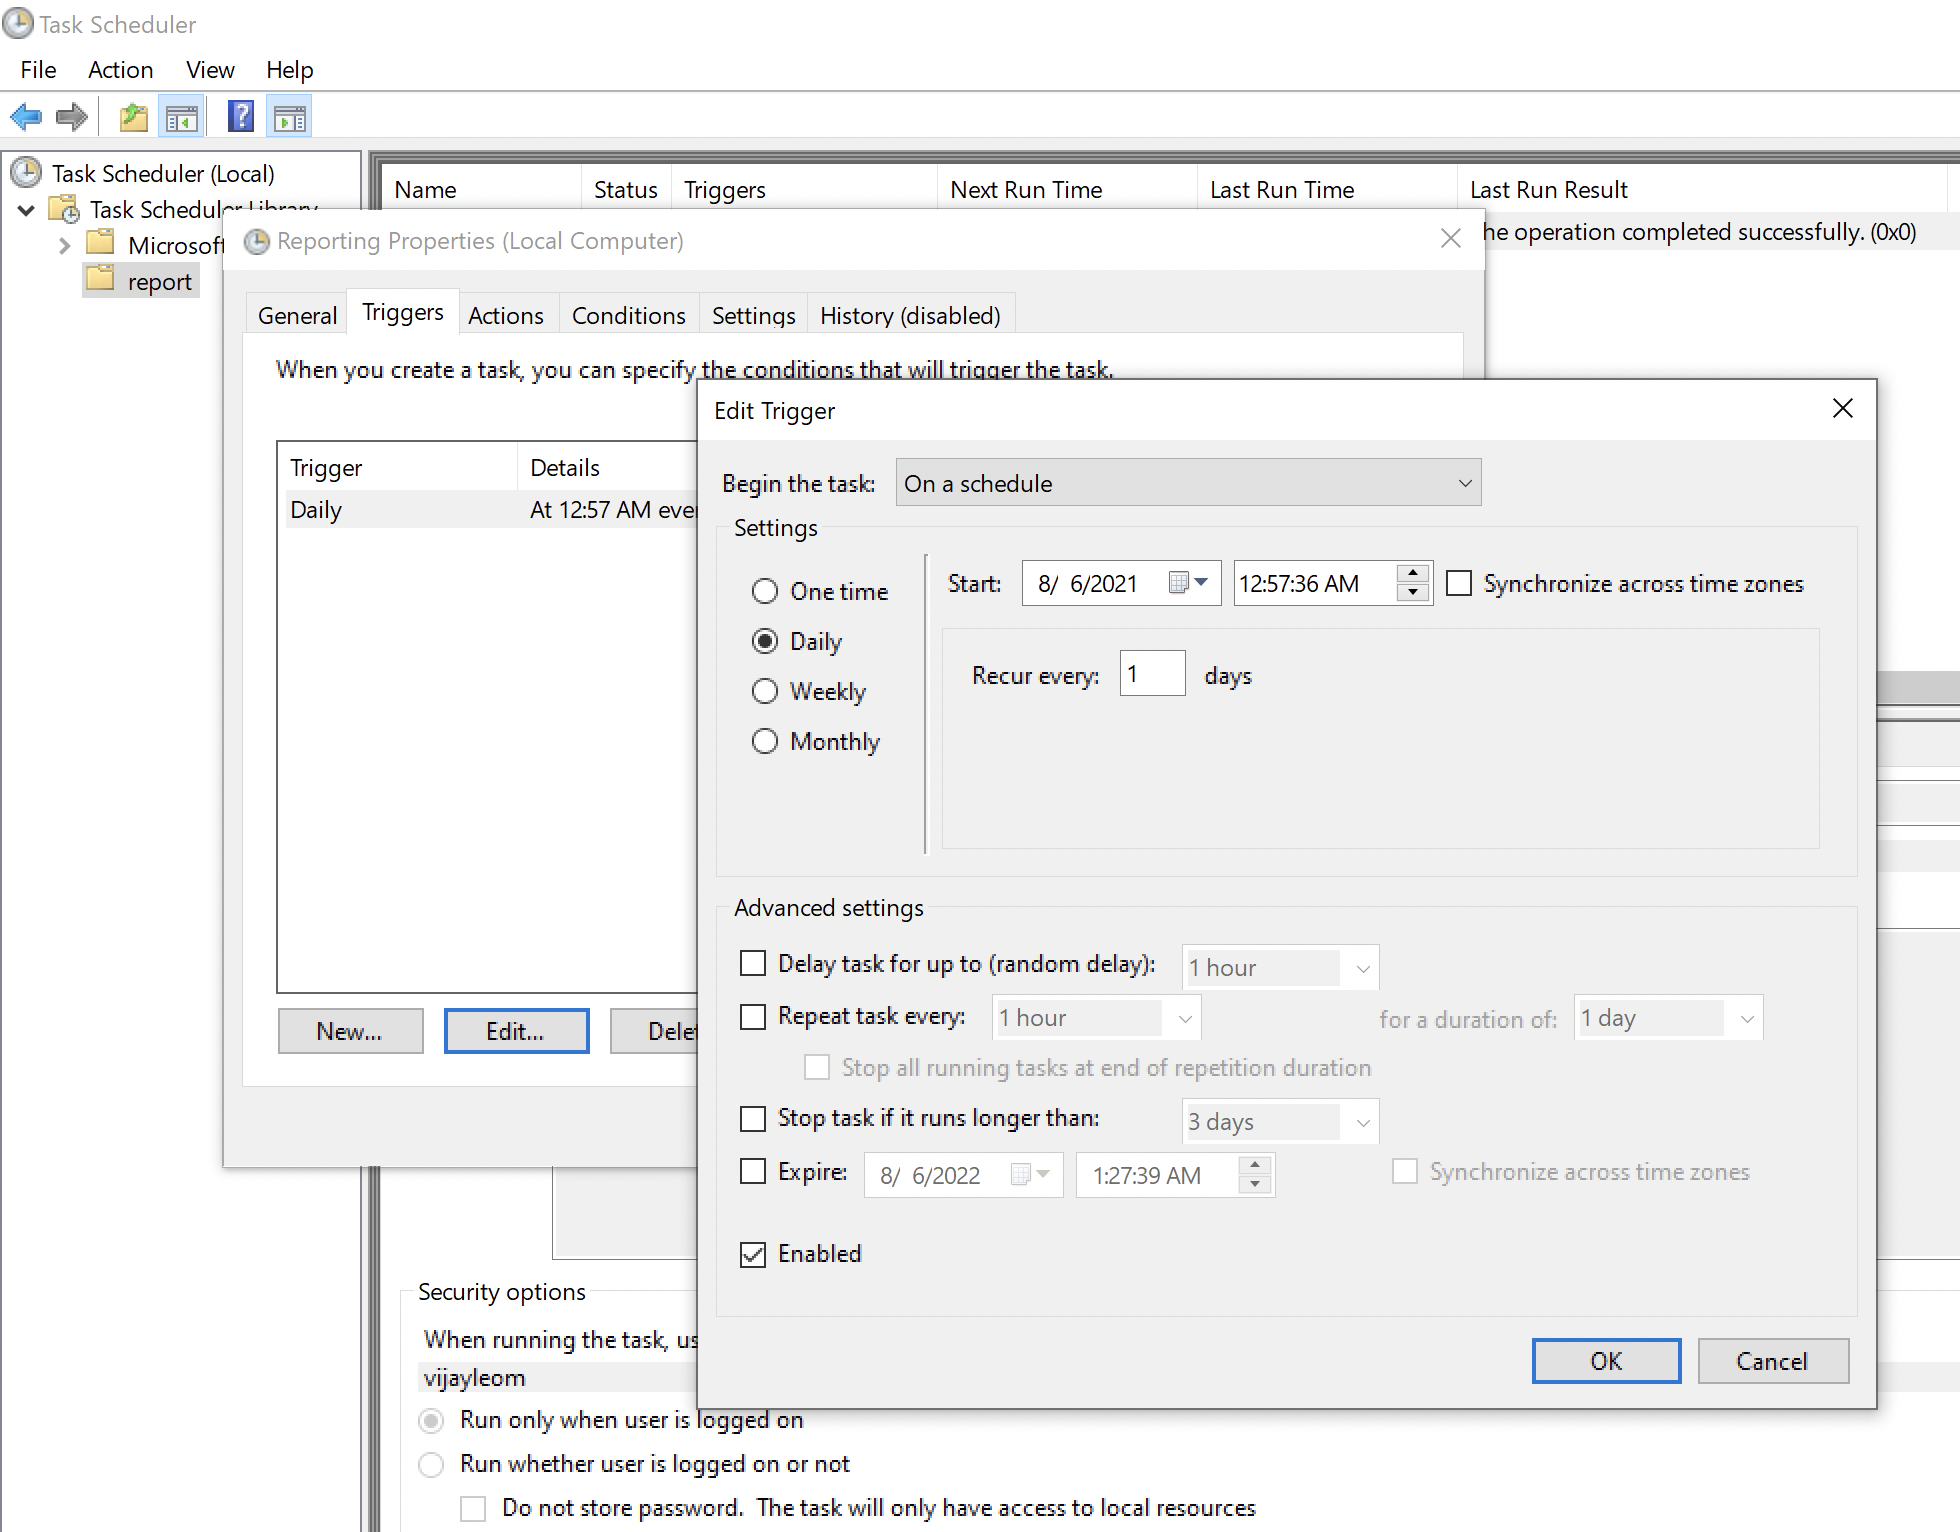 Task Scheduler
File Action View Help
Task Scheduler (Local)
Task Scheduler Library
Microsoft
report
Name Status Triggers Next Run Time Last Run Time Last Run Result
he operation completed successfully. (0x0)
Reporting Properties (Local Computer)
General Triggers Actions Conditions Settings History (disabled)
When you create a task, you can specify the conditions that will trigger the task.
Trigger Details
Daily At 12:57 AM ever
New... Edit... Delet
Edit Trigger
Begin the task: On a schedule
Settings
One time
Daily
Weekly
Monthly
Start: 8/ 6/2021 12:57:36 AM Synchronize across time zones
Recur every: 1 days
Advanced settings
Delay task for up to (random delay): 1 hour
Repeat task every: 1 hour for a duration of: 1 day
Stop all running tasks at end of repetition duration
Stop task if it runs longer than: 3 days
Expire: 8/ 6/2022 1:27:39 AM Synchronize across time zones
Enabled
OK Cancel
Security options
When running the task, us
vijayleom
Run only when user is logged on
Run whether user is logged on or not
Do not store password. The task will only have access to local resources